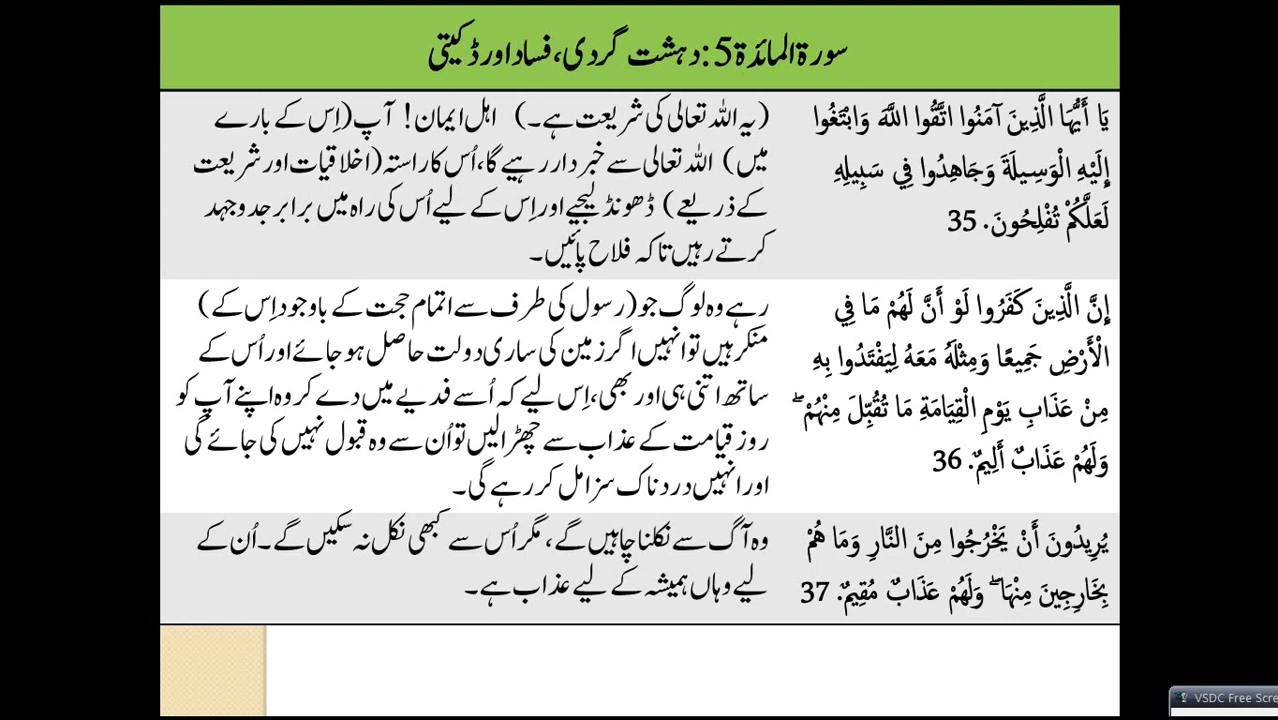 سورۃ المائدۃ 5: دہشت گردی، فساد اور ڈکیتی
يَا أَيُّهَا الَّذِينَ آمَنُوا اتَّقُوا اللَّهَ وَابْتَغُوا
إِلَيْهِ الْوَسِيلَةَ وَجَاهِدُوا فِي سَبِيلِهِ
لَعَلَّكُمْ تُفْلِحُونَ. 35
(یہ اللہ تعالی کی شریعت ہے۔) اھل ایمان! آپ (اِس کے بارے
میں) اللہ تعالی سے خبردار رہیے گا، اُس کا راستہ (اخلاقیات اور شریعت
کے ذریعے) ڈھونڈ لیجیے اور اِس کے لیے اُس کی راہ میں برابر جدوجہد
کرتے رہیں تاکہ فلاح پائیں۔
إِنَّ الَّذِينَ كَفَرُوا لَوْ أَنَّ لَهُمْ مَا فِي
الْأَرْضِ جَمِيعًا وَمِثْلَهُ مَعَهُ لِيَفْتَدُوا بِهِ
مِنْ عَذَابِ يَوْمِ الْقِيَامَةِ مَا تُقُبِّلَ مِنْهُمْ ۖ
وَلَهُمْ عَذَابٌ أَلِيمٌ. 36
رہے وہ لوگ جو (رسول کی طرف سے اتمام حجت کے باوجود اِس کے)
منکر ہیں تو انہیں اگر زمین کی ساری دولت حاصل ہو جائے اور اُس کے
ساتھ اتنی ہی اور بھی، اِس لیے کہ اُسے فدیے میں دے کر وہ اپنے آپ کو
روز قیامت کے عذاب سے چھڑا لیں تو اُن سے وہ قبول نہیں کی جائے گی
اور انہیں دردناک سزا مل کر رہے گی۔
يُرِيدُونَ أَنْ يَخْرُجُوا مِنَ النَّارِ وَمَا هُمْ
بِخَارِجِينَ مِنْهَا ۖ وَلَهُمْ عَذَابٌ مُقِيمٌ. 37
وہ آگ سے نکلنا چاہیں گے، مگر اُس سے کبھی نکل نہ سکیں گے۔ اُن کے
لیے وہاں ہمیشہ کے لیے عذاب ہے۔
VSDC Free Scre